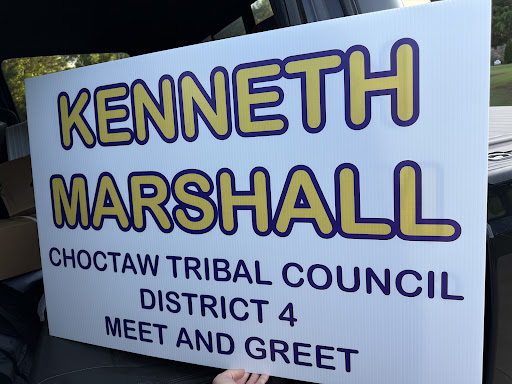 KENNETH
MARSHALL
CHOCTAW TRIBAL COUNCIL
DISTRICT 4
MEET AND GREET